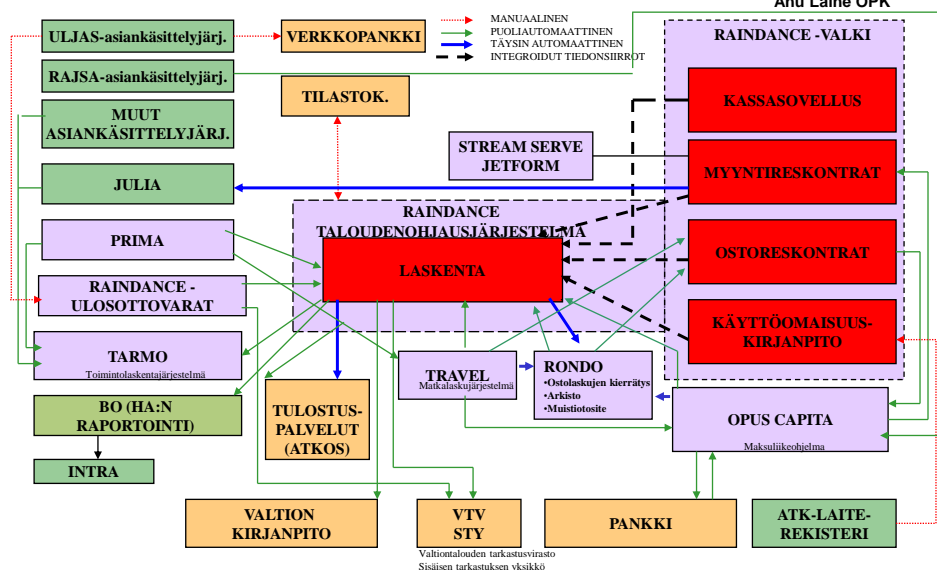 Anu Laine OPK
ULJAS-asiankäsittelyjärj.
VERKKOPANKKI
MANUAALINEN
PUOLIAUTOMAATTINEN
TÄYSIN AUTOMAATTINEN
INTEGROIDUT TIEDONSIIRROT
RAINDANCE -VALKI
RAJSA-asiankäsittelyjärj.
TILASTOK.
KASSASOVELLUS
MUUT
ASIANKÄSITTELYJÄRJ.
STREAM SERVE
JETFORM
MYYNTIRESKONTRAT
JULIA
RAINDANCE
TALOUDENOHJAUSJÄRJESTELMÄ
PRIMA
OSTORESKONTRAT
LASKENTA
RAINDANCE -
ULOSOTTOVARAT
KÄYTTÖOMAISUUS-
KIRJANPITO
TARMO
Toimintolaskentajärjestelmä
TRAVEL
Matkalaskujärjestelmä
RONDO
•Ostolaskujen kierrätys
•Arkisto
•Muistiotosite
BO (HA:N
RAPORTOINTI)
TULOSTUS-
PALVELUT
(ATKOS)
OPUS CAPITA
Maksuliikeohjelma
INTRA
VALTION
KIRJANPITO
VTV
STY
PANKKI
ATK-LAITE-
REKISTERI
Valtiontalouden tarkastusvirasto
Sisäisen tarkastuksen yksikkö